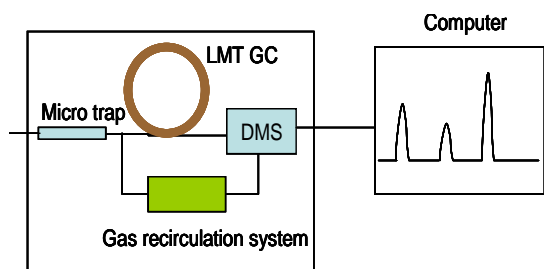 Computer
LMT GC
Micro trap
DMS
Gas recirculation system